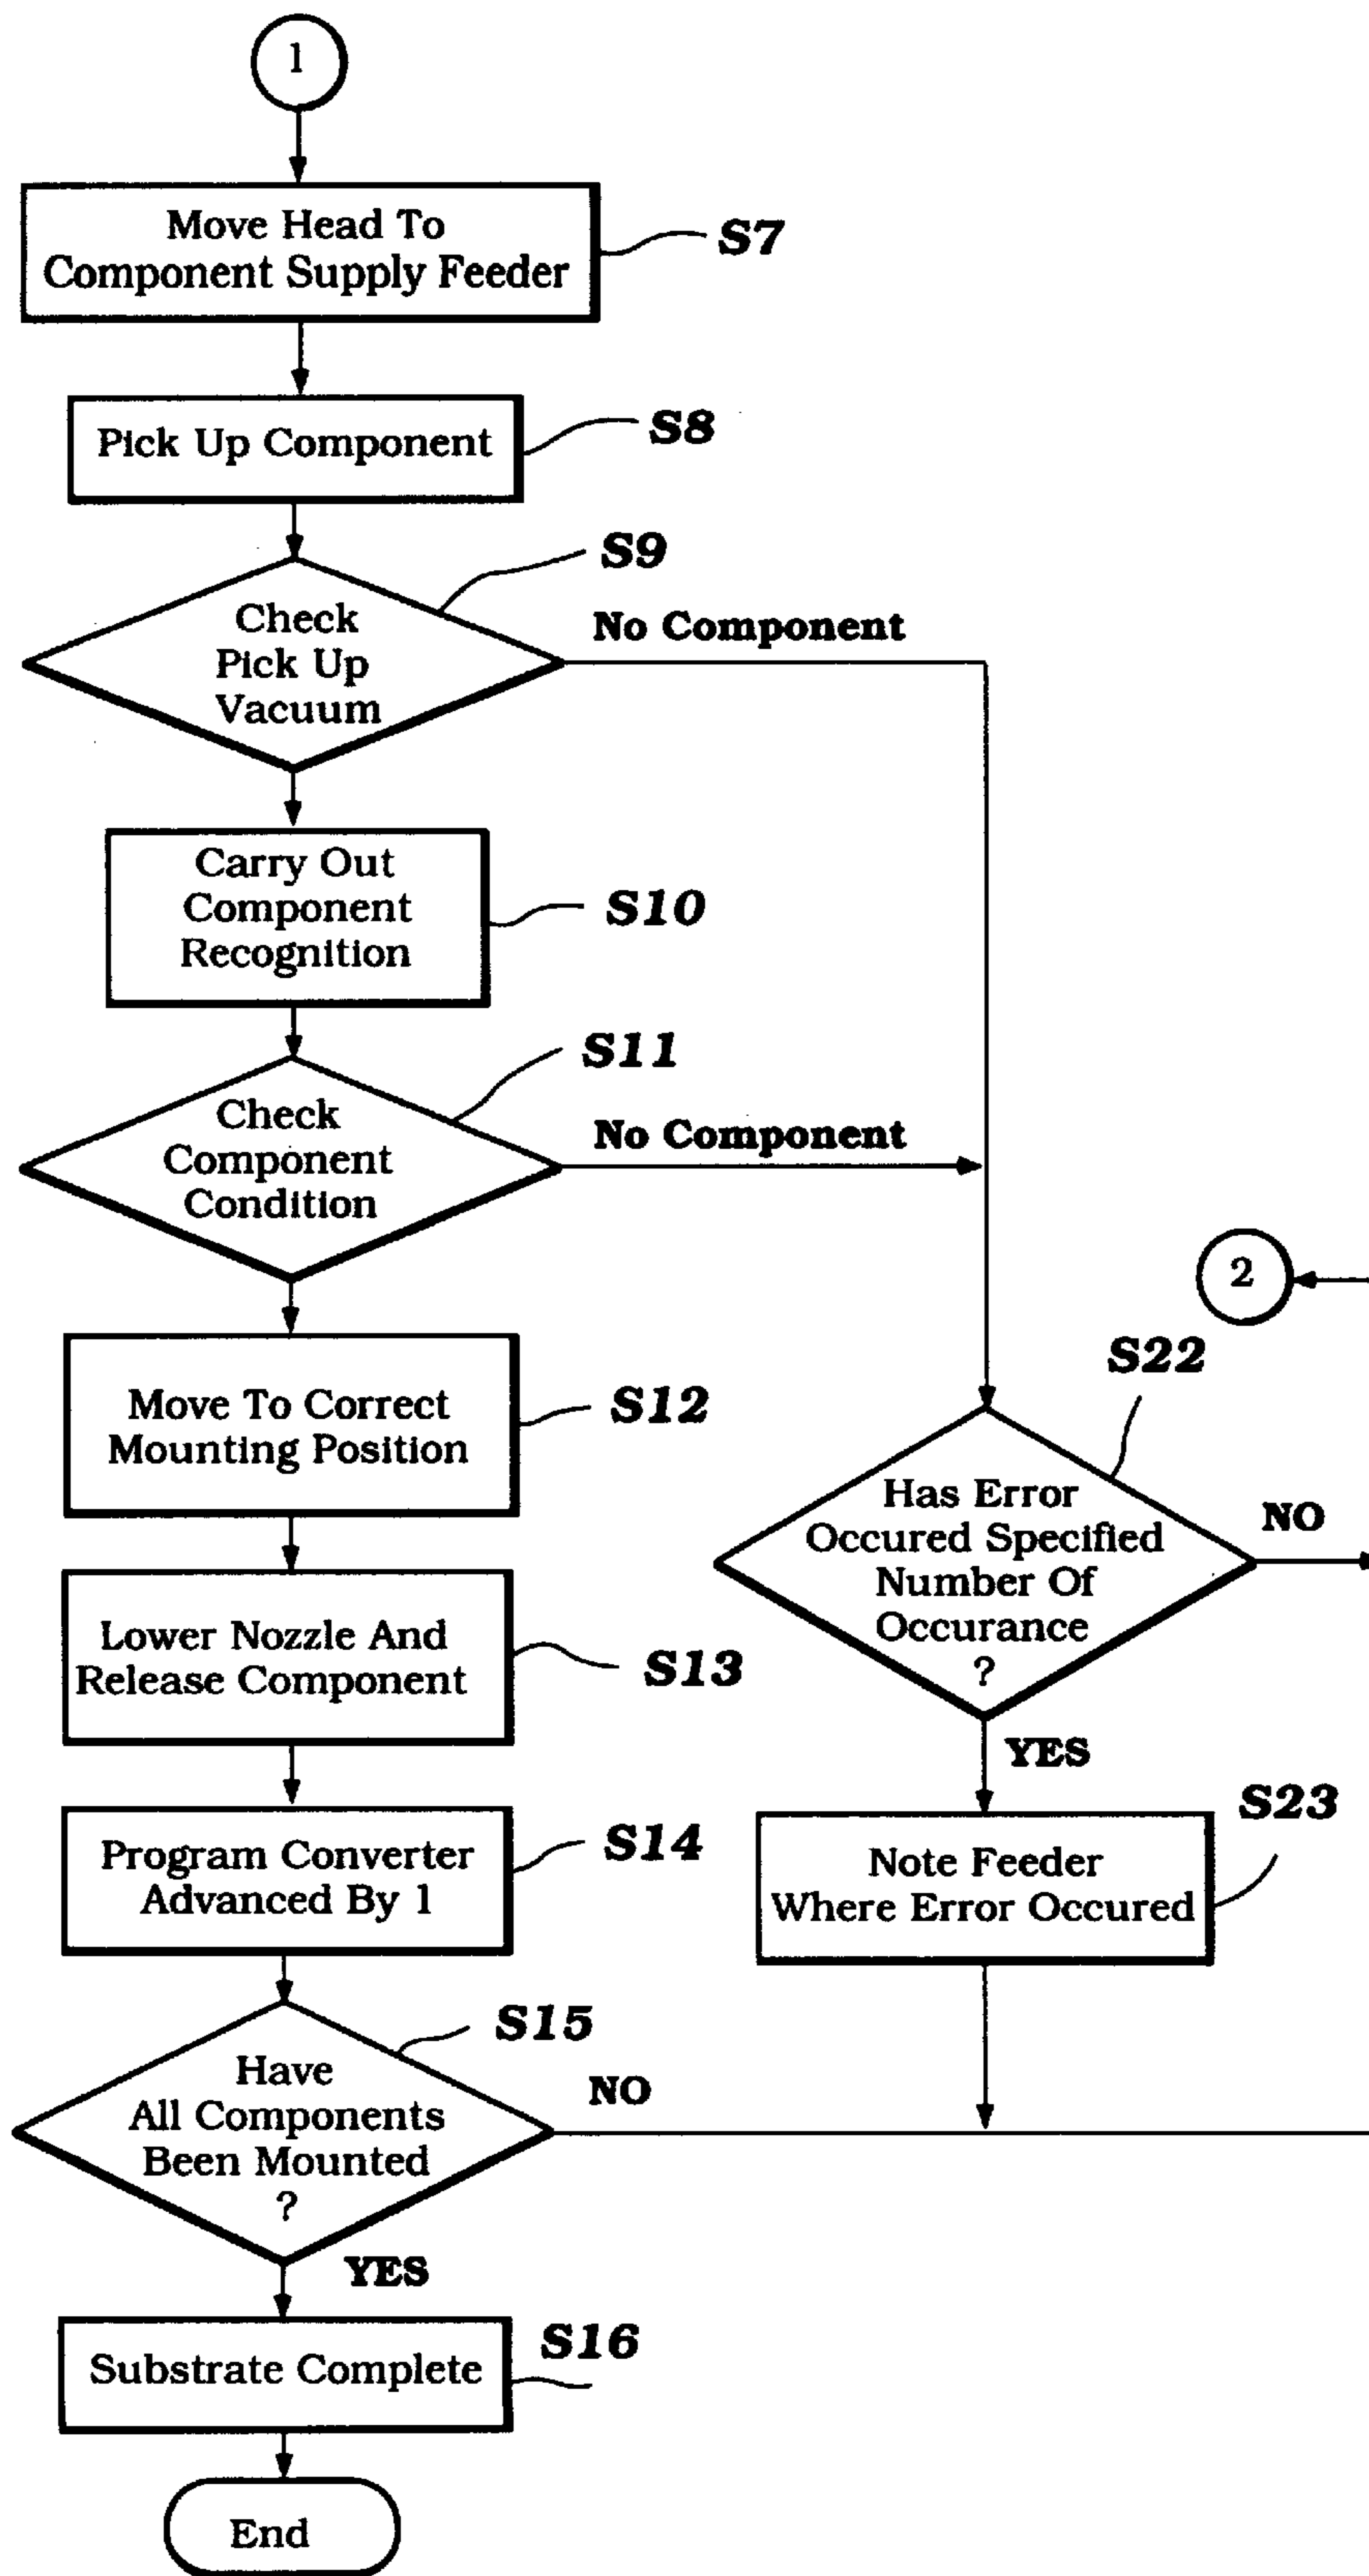 1
Move Head To
Component Supply Feeder
S7
Pick Up Component
S8
S9
Check
Pick Up
Vacuum
No Component
Carry Out
Component
Recognition
S10
S11
Check
Component
Condition
No Component
Move To Correct
Mounting Position
S12
Lower Nozzle And
Release Component
S13
Program Converter
Advanced By 1
S14
S15
Have
All Components
Been Mounted
?
NO
YES
Substrate Complete
S16
End
2
S22
Has Error
Occured Specified
Number Of
Occurance
?
NO
YES
S23
Note Feeder
Where Error Occured